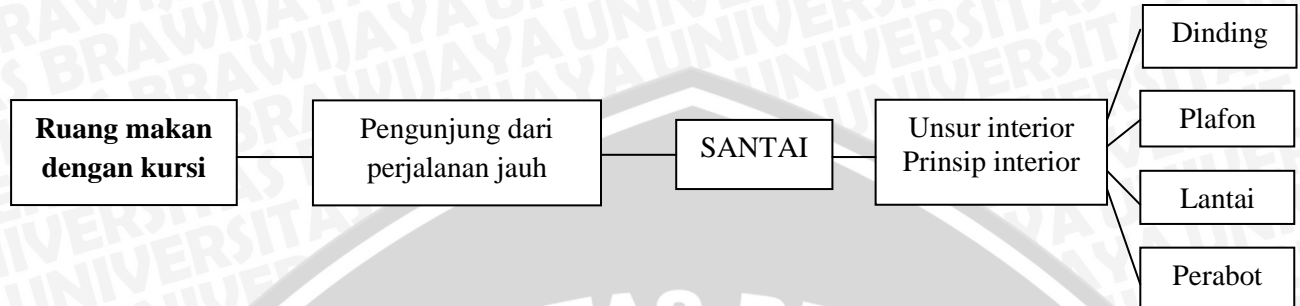 Ruang makan
dengan kursi
Pengunjung dari
perjalanan jauh
SANTAI
Unsur interior
Prinsip interior
Dinding
Plafon
Lantai
Perabot